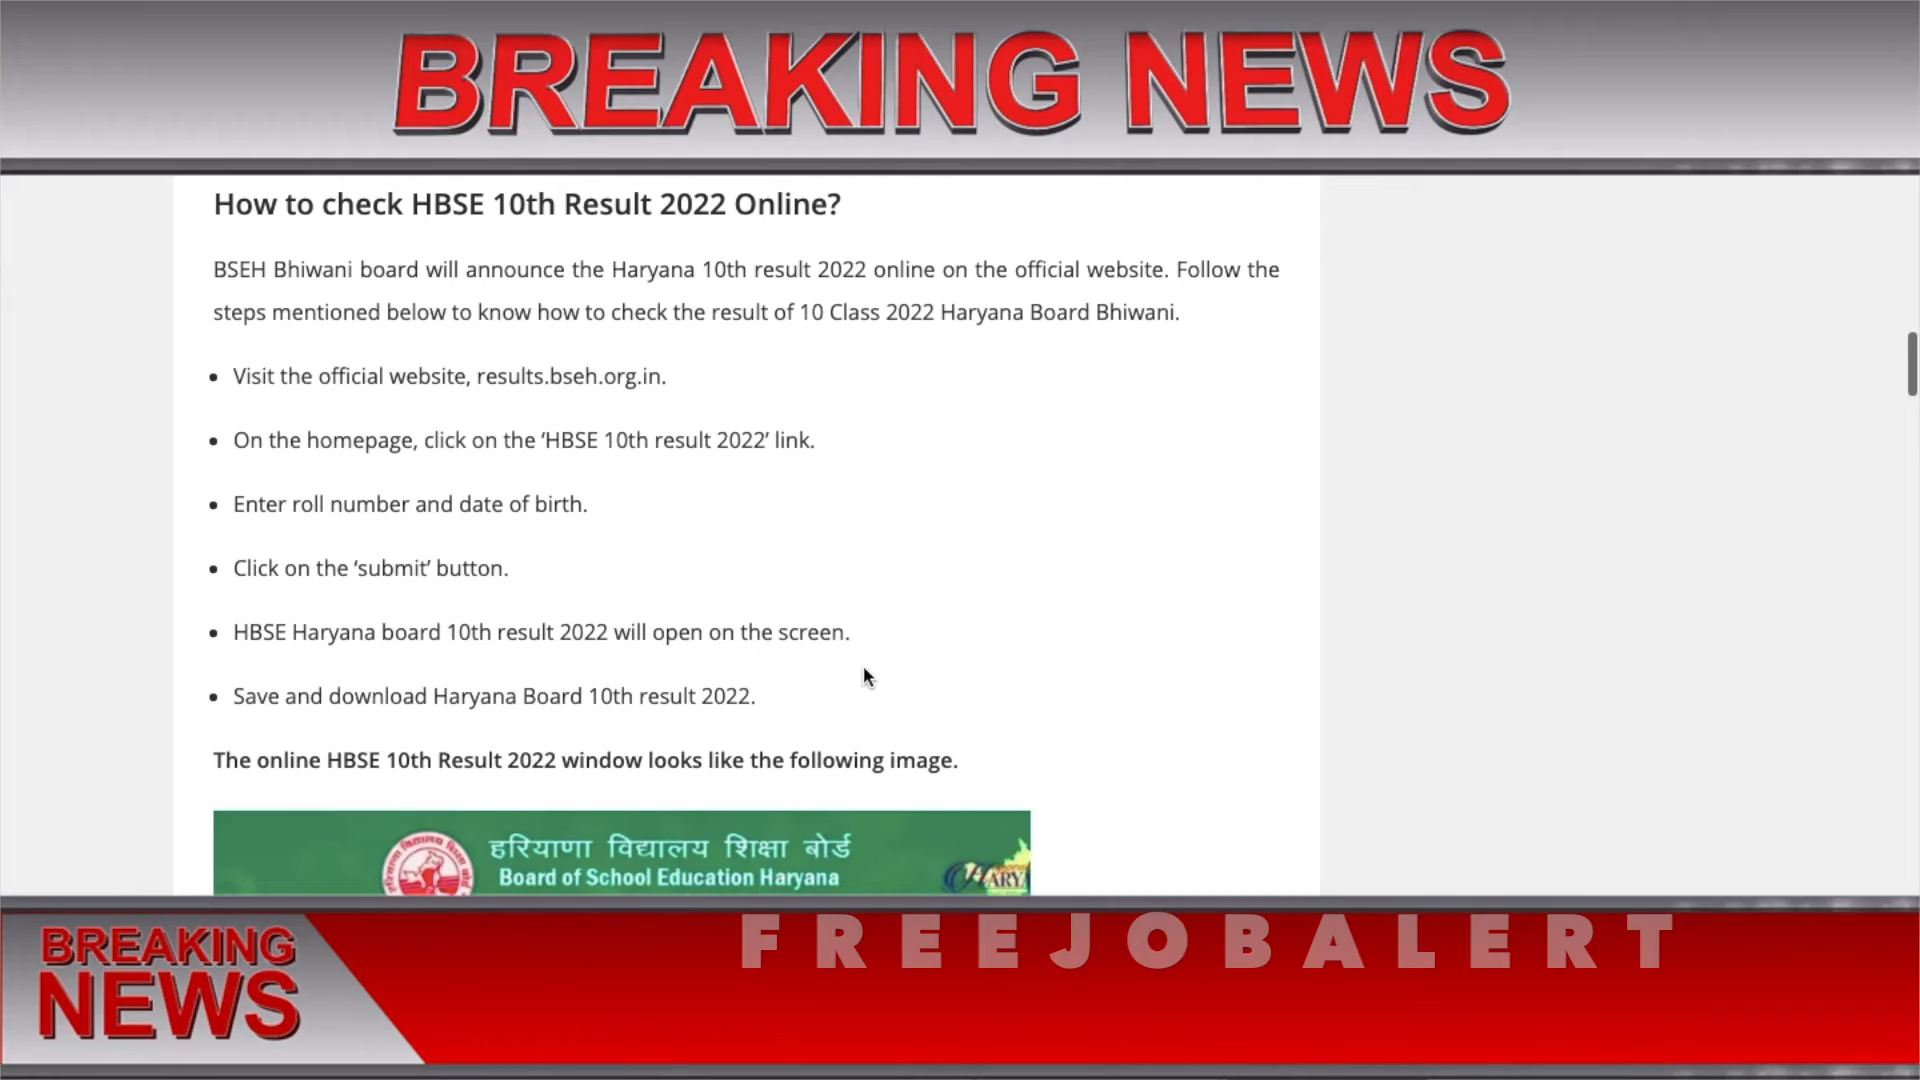 BREAKING NEWS
How to check HBSE 10th Result 2022 Online?
BSEH Bhiwani board will announce the Haryana 10th result 2022 online on the official website. Follow the
steps mentioned below to know how to check the result of 10 Class 2022 Haryana Board Bhiwani.
• Visit the official website, results.bseh.org.in.
• On the homepage, click on the ‘HBSE 10th result 2022’ link.
• Enter roll number and date of birth.
• Click on the ‘submit’ button.
• HBSE Haryana board 10th result 2022 will open on the screen.
• Save and download Haryana Board 10th result 2022.
The online HBSE 10th Result 2022 window looks like the following image.
हरियाणा विद्यालय शिक्षा बोर्ड
Board of School Education Haryana
FREEJOBALERT
BREAKING
NEWS